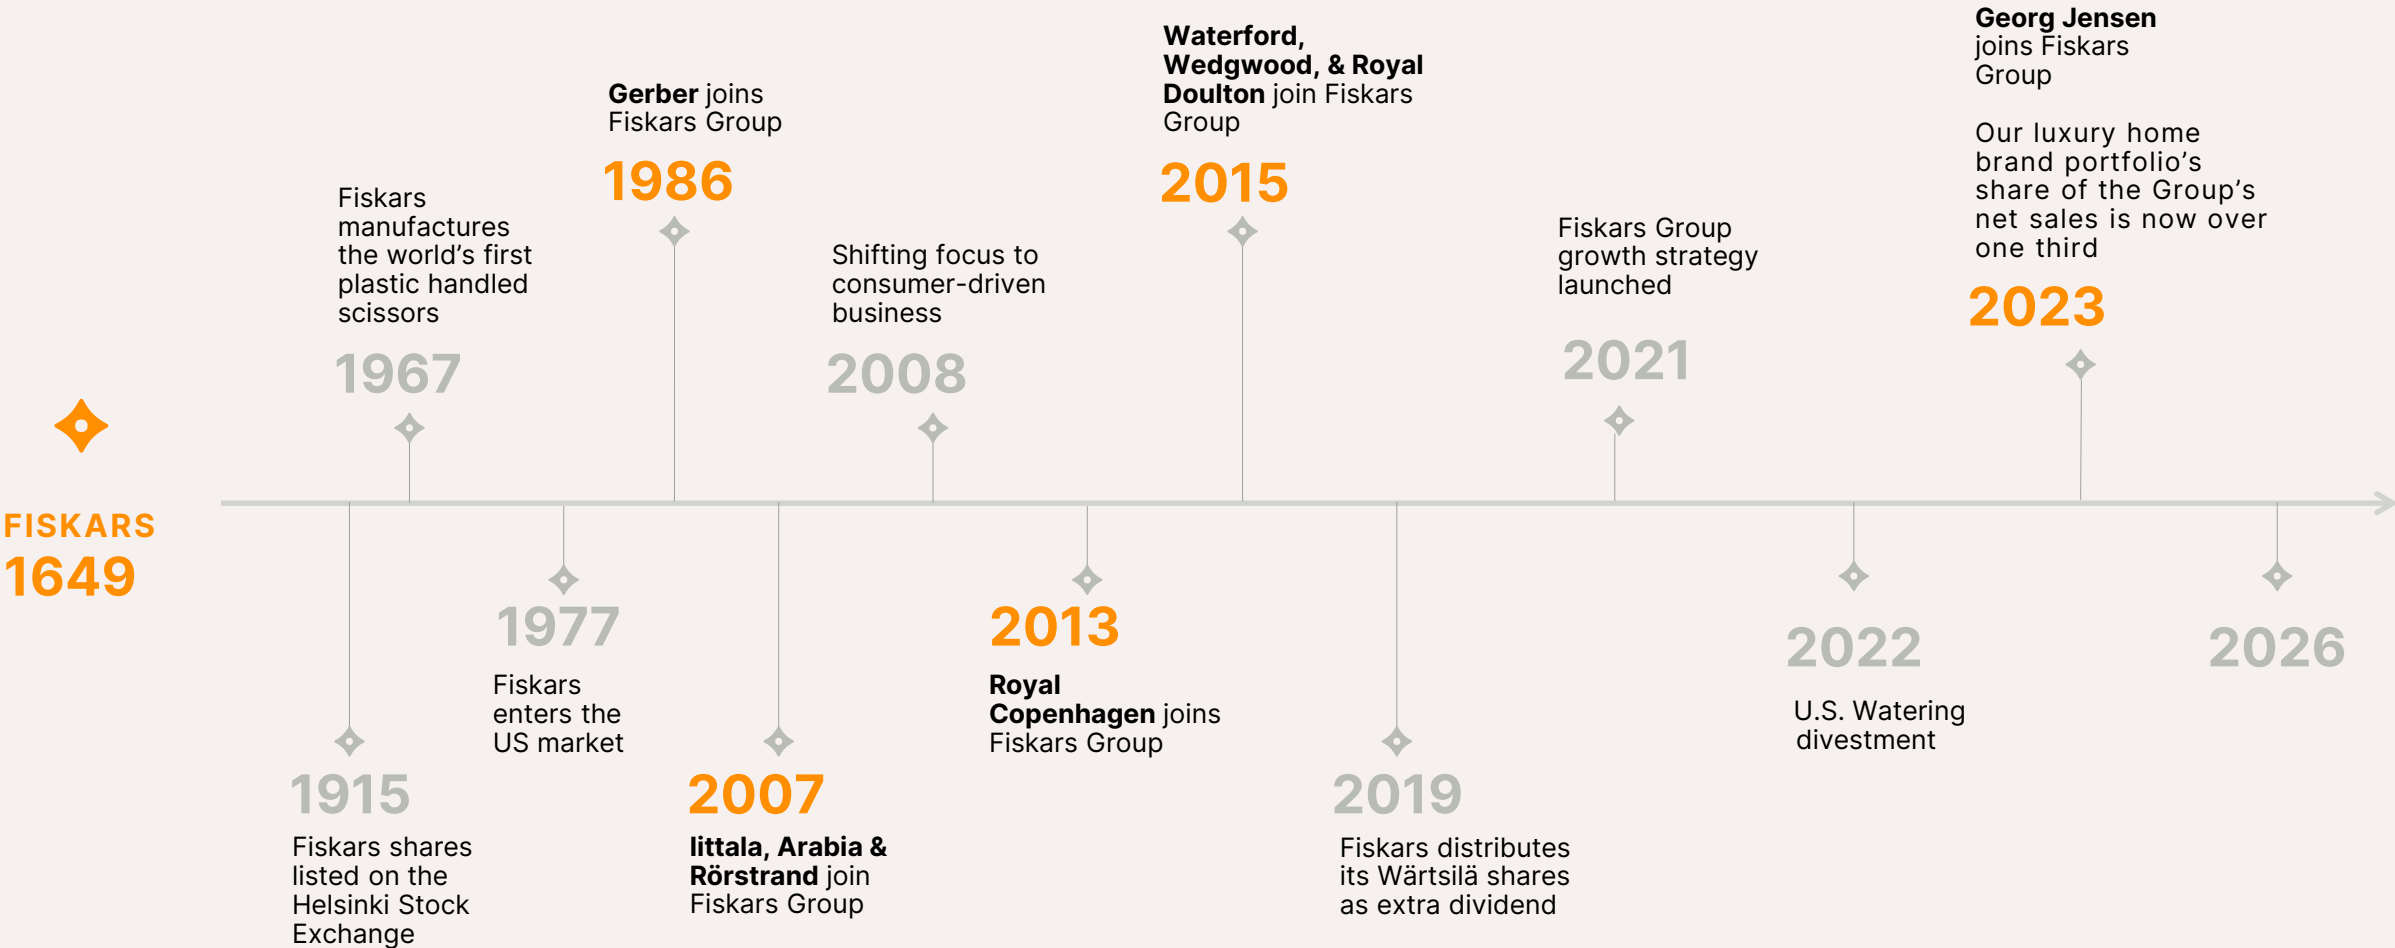 FISKARS
1649
1915
Fiskars shares
listed on the
Helsinki Stock
Exchange
Fiskars
manufactures
the world’s first
plastic handled
scissors
1967
1977
Fiskars
enters the
US market
Gerber joins
Fiskars Group
1986
2007
Iittala, Arabia &
Rörstrand join
Fiskars Group
Shifting focus to
consumer-driven
business
2008
2013
Royal
Copenhagen joins
Fiskars Group
Waterford,
Wedgwood, & Royal
Doulton join Fiskars
Group
2015
2019
Fiskars distributes
its Wärtsilä shares
as extra dividend
Fiskars Group
growth strategy
launched
2021
2022
U.S. Watering
divestment
Georg Jensen
joins Fiskars
Group
Our luxury home
brand portfolio’s
share of the Group’s
net sales is now over
one third
2023
2026